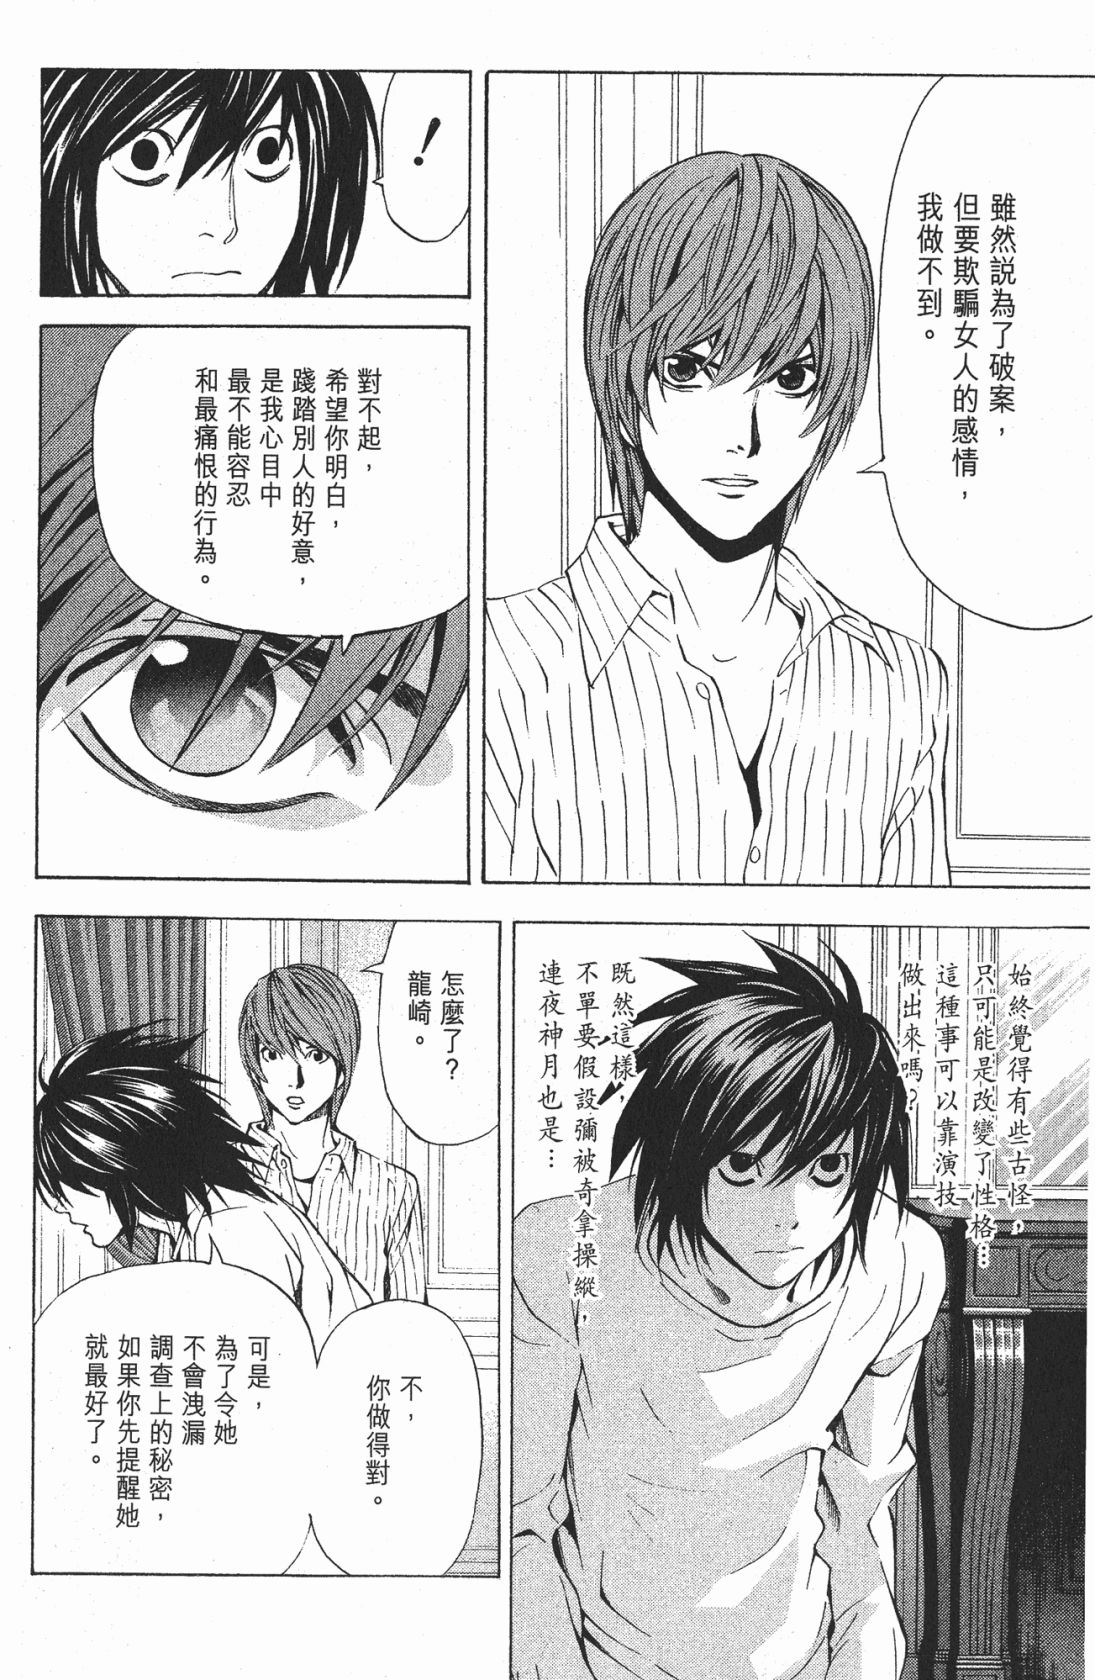 雖然說為了破案，
但要欺騙女人的感情，
我做不到。
！
對不起，
希望你明白，
踐踏別人的好意，
是我心目中
最不能容忍
和最痛恨的行為。
始終覺得有些古怪，
只可能是改變了性格…
這種事可以靠演技
做出來嗎？
既然這樣，
不單要假設彌被奇拿操縱，
連夜神月也是…
怎麼了？
龍崎。
不，
你做得對。
可是，
為了令她
不會洩漏
調查上的秘密，
如果你先提醒她
就最好了。